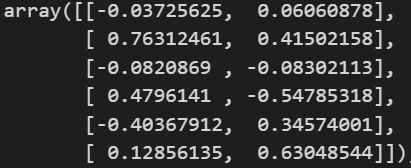 array([[-0.03725625,  0.06060878],
       [ 0.76312461,  0.41502158],
       [-0.0820869 , -0.08302113],
       [ 0.4796141 , -0.54785318],
       [-0.40367912,  0.34574001],
       [ 0.12856135,  0.63048544]])